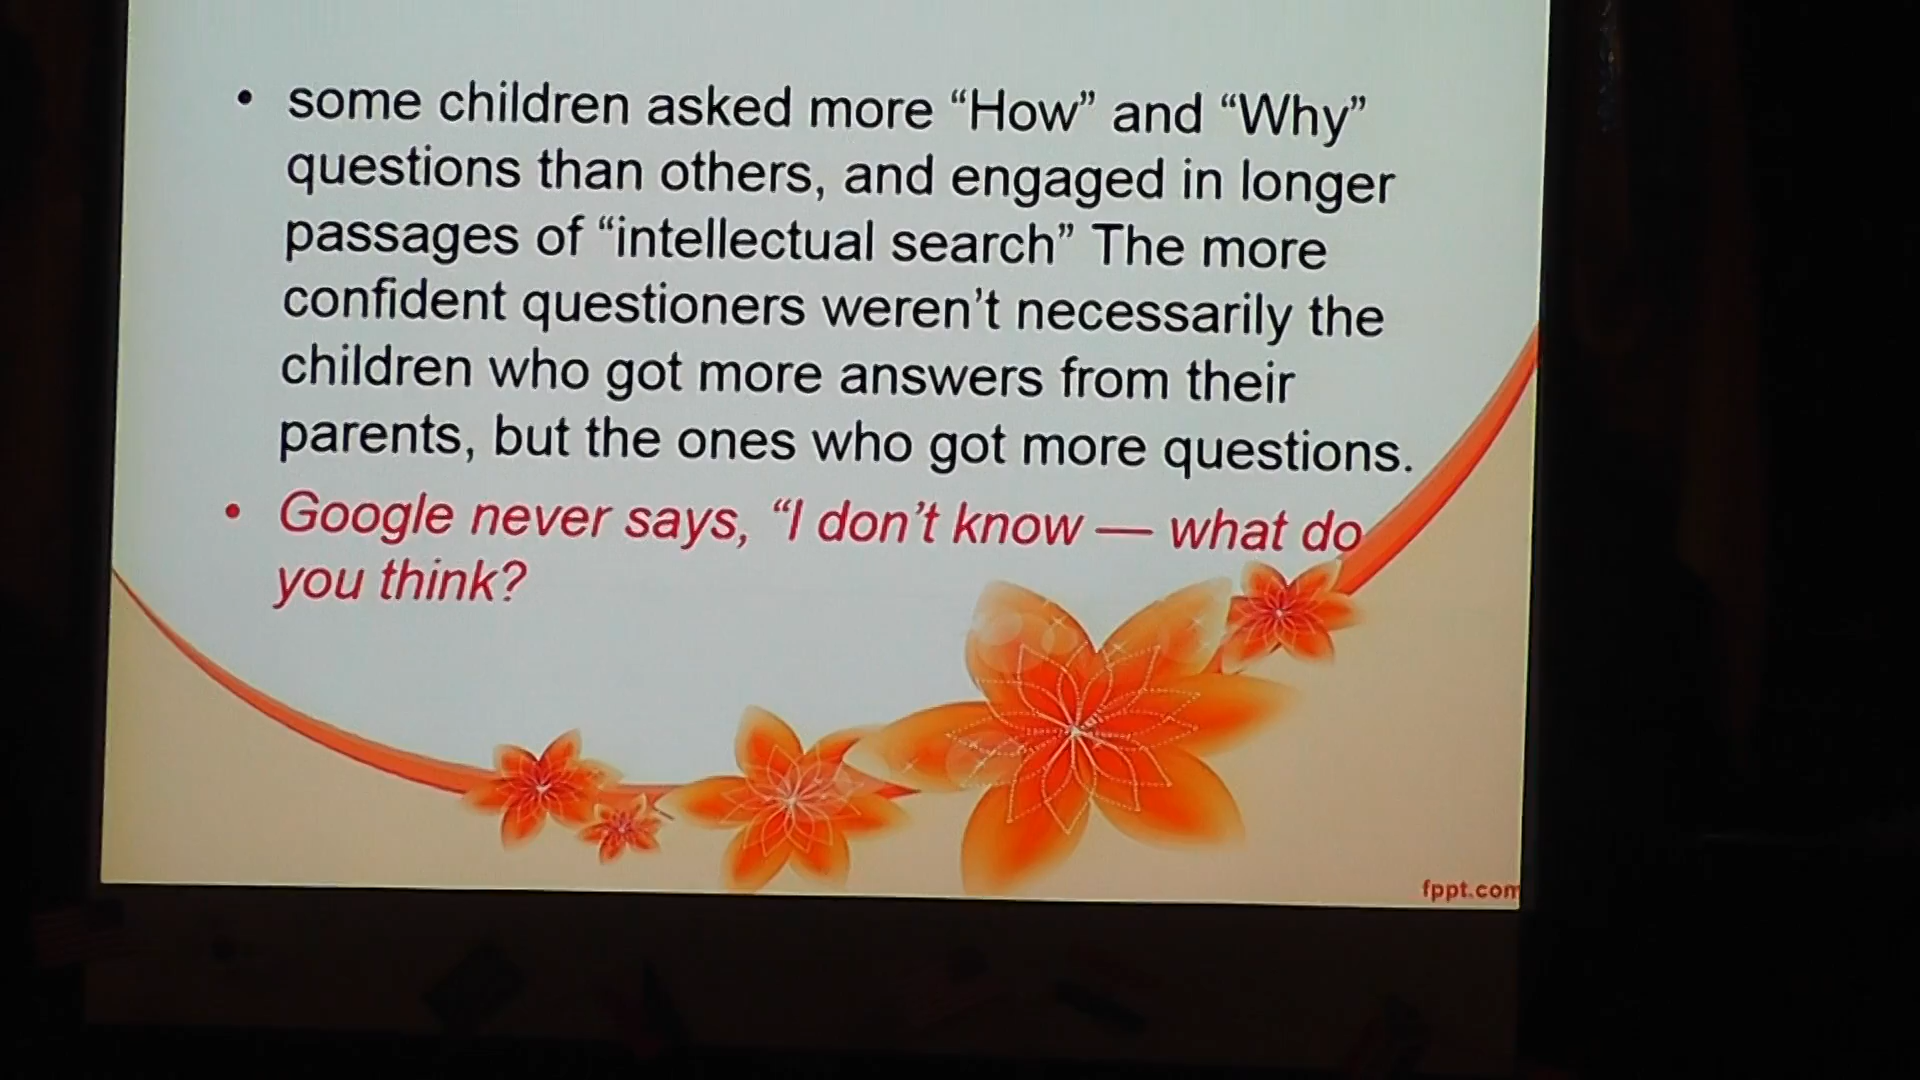 • some children asked more “How” and “Why”
questions than others, and engaged in longer
passages of “intellectual search” The more
confident questioners weren’t necessarily the
children who got more answers from their
parents, but the ones who got more questions.
• Google never says, “I don’t know — what do
you think?
fppt.com